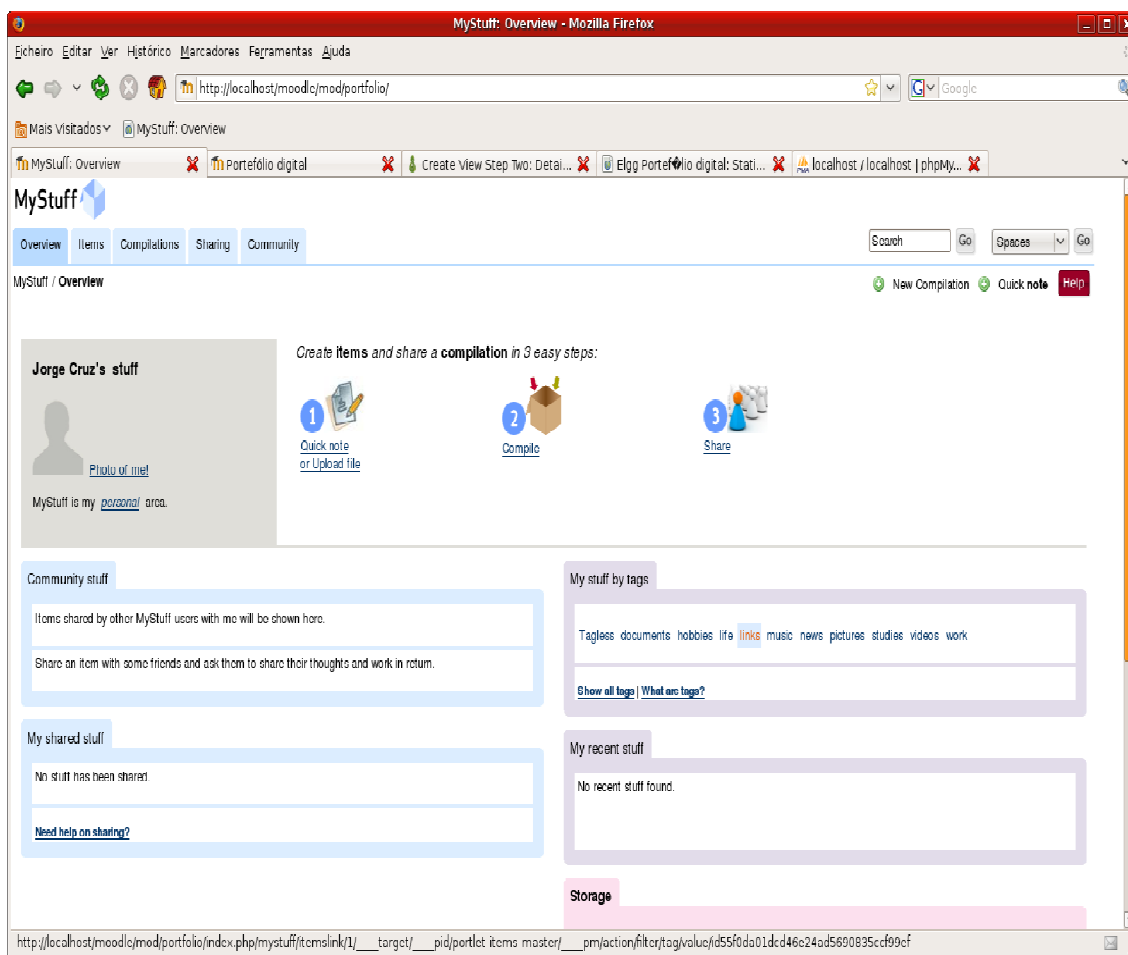 MyStuff: Overview - Mozilla Firefox
Ficheiro Editar Ver Histórico Marcadores Ferramentas Ajuda
http://localhost/moodle/mod/portfolio/
Google
Mais Visitados MyStuff: Overview
MyStuff: Overview Portefólio digital Create View Step Two: Detai... Elgg Portef�lio digital: Stati... localhost / localhost | phpMy...
MyStuff
Overview Items Compilations Sharing Community Search Go Spaces Go
MyStuff / Overview New Compilation Quick note Help
Create items and share a compilation in 3 easy steps:
Jorge Cruz's stuff
1 2 3
Quick note Compile Share
or Upload file
Photo of me!
MyStuff is my personal area.
Community stuff
Items shared by other MyStuff users with me will be shown here.
Share an item with some friends and ask them to share their thoughts and work in return.
My stuff by tags
Tagless documents hobbies life links music news pictures studies videos work
Show all tags | What are tags?
My shared stuff
No stuff has been shared.
Need help on sharing?
My recent stuff
No recent stuff found.
Storage
http://localhost/moodle/mod/portfolio/index.php/mystuff/itemslink/1/____target/____pid/portlet-items-master/____pm/action/filter/tag/value/id55f0da01dcd46e24ad5690835ccf99ef